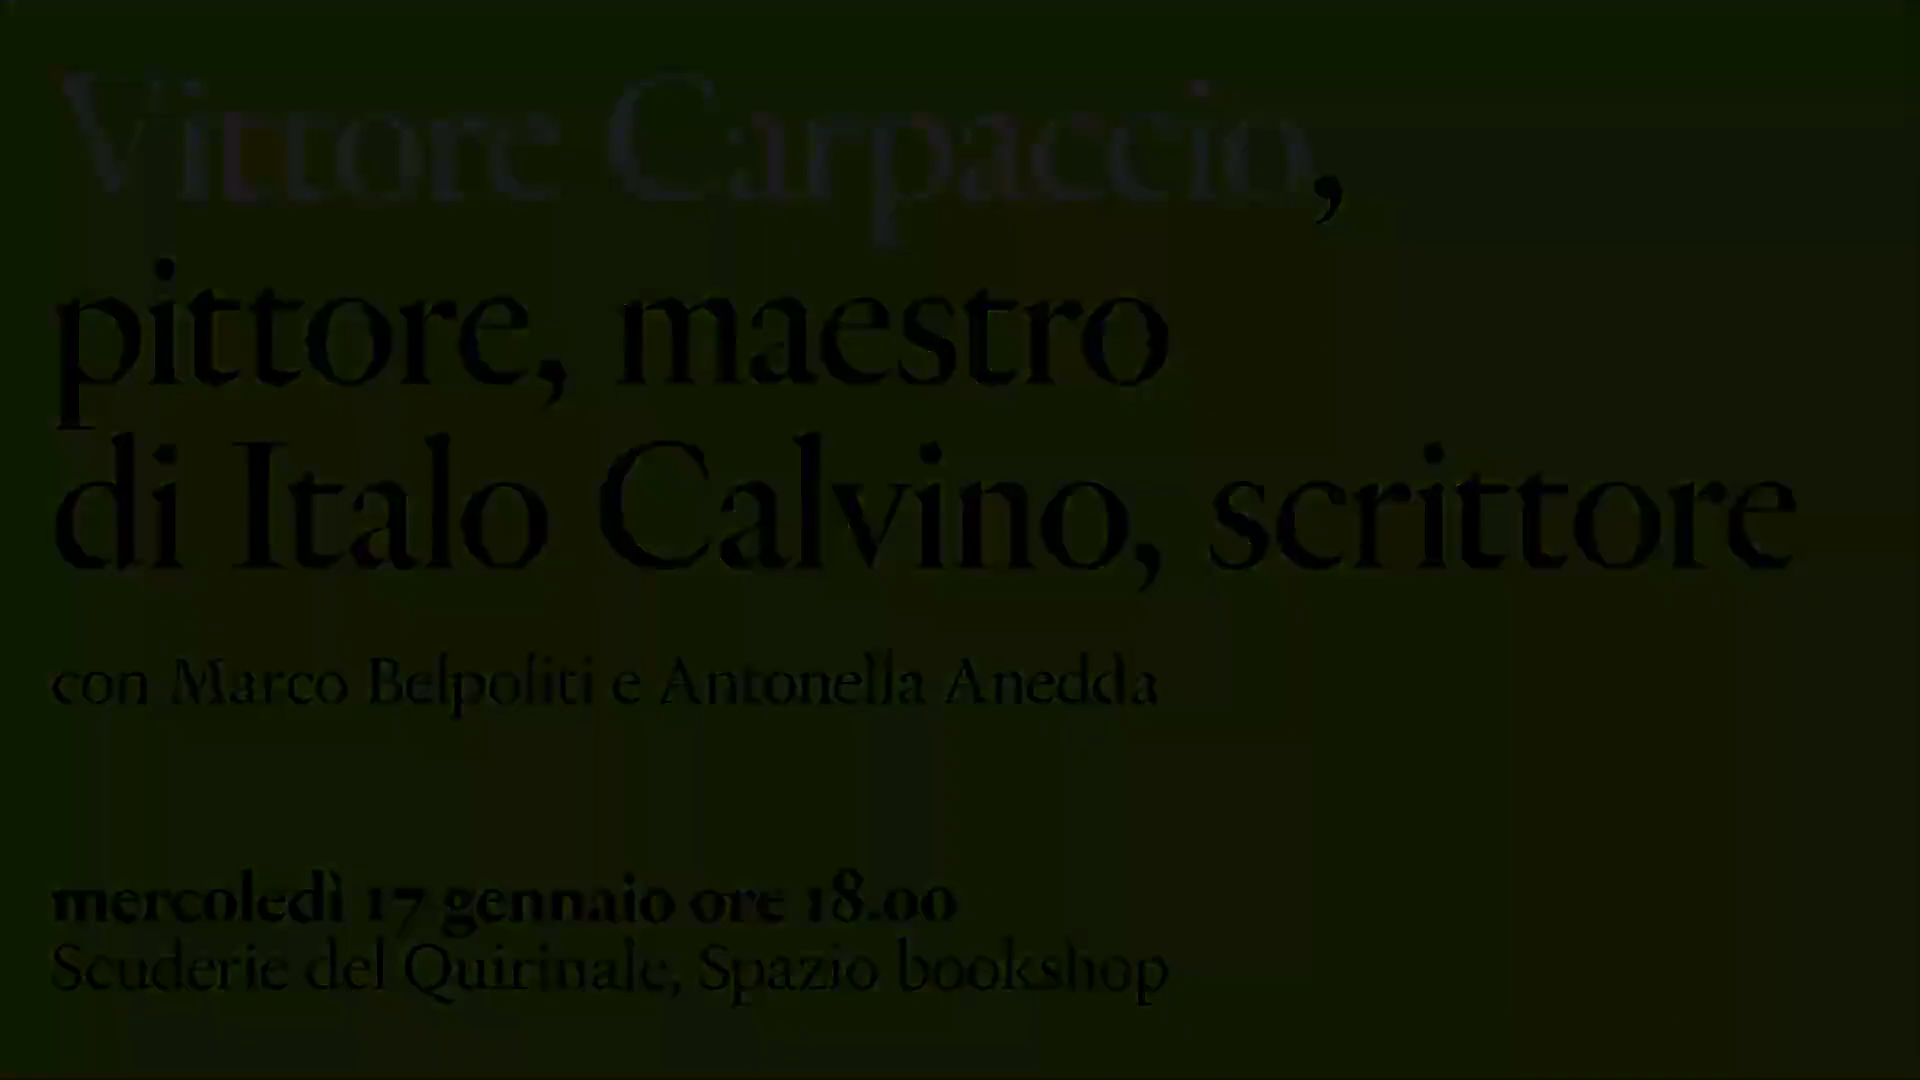 Vittore Carpaccio,
pittore, maestro
di Italo Calvino, scrittore
con Marco Belpoliti e Antonella Anedda
mercoledì 17 gennaio ore 18.00
Scuderie del Quirinale, Spazio bookshop